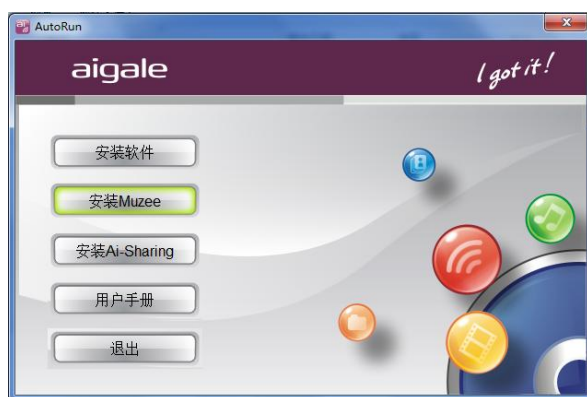 AutoRun
aigale
I got it!
安装软件
安装Muzee
安装Ai-Sharing
用户手册
退出